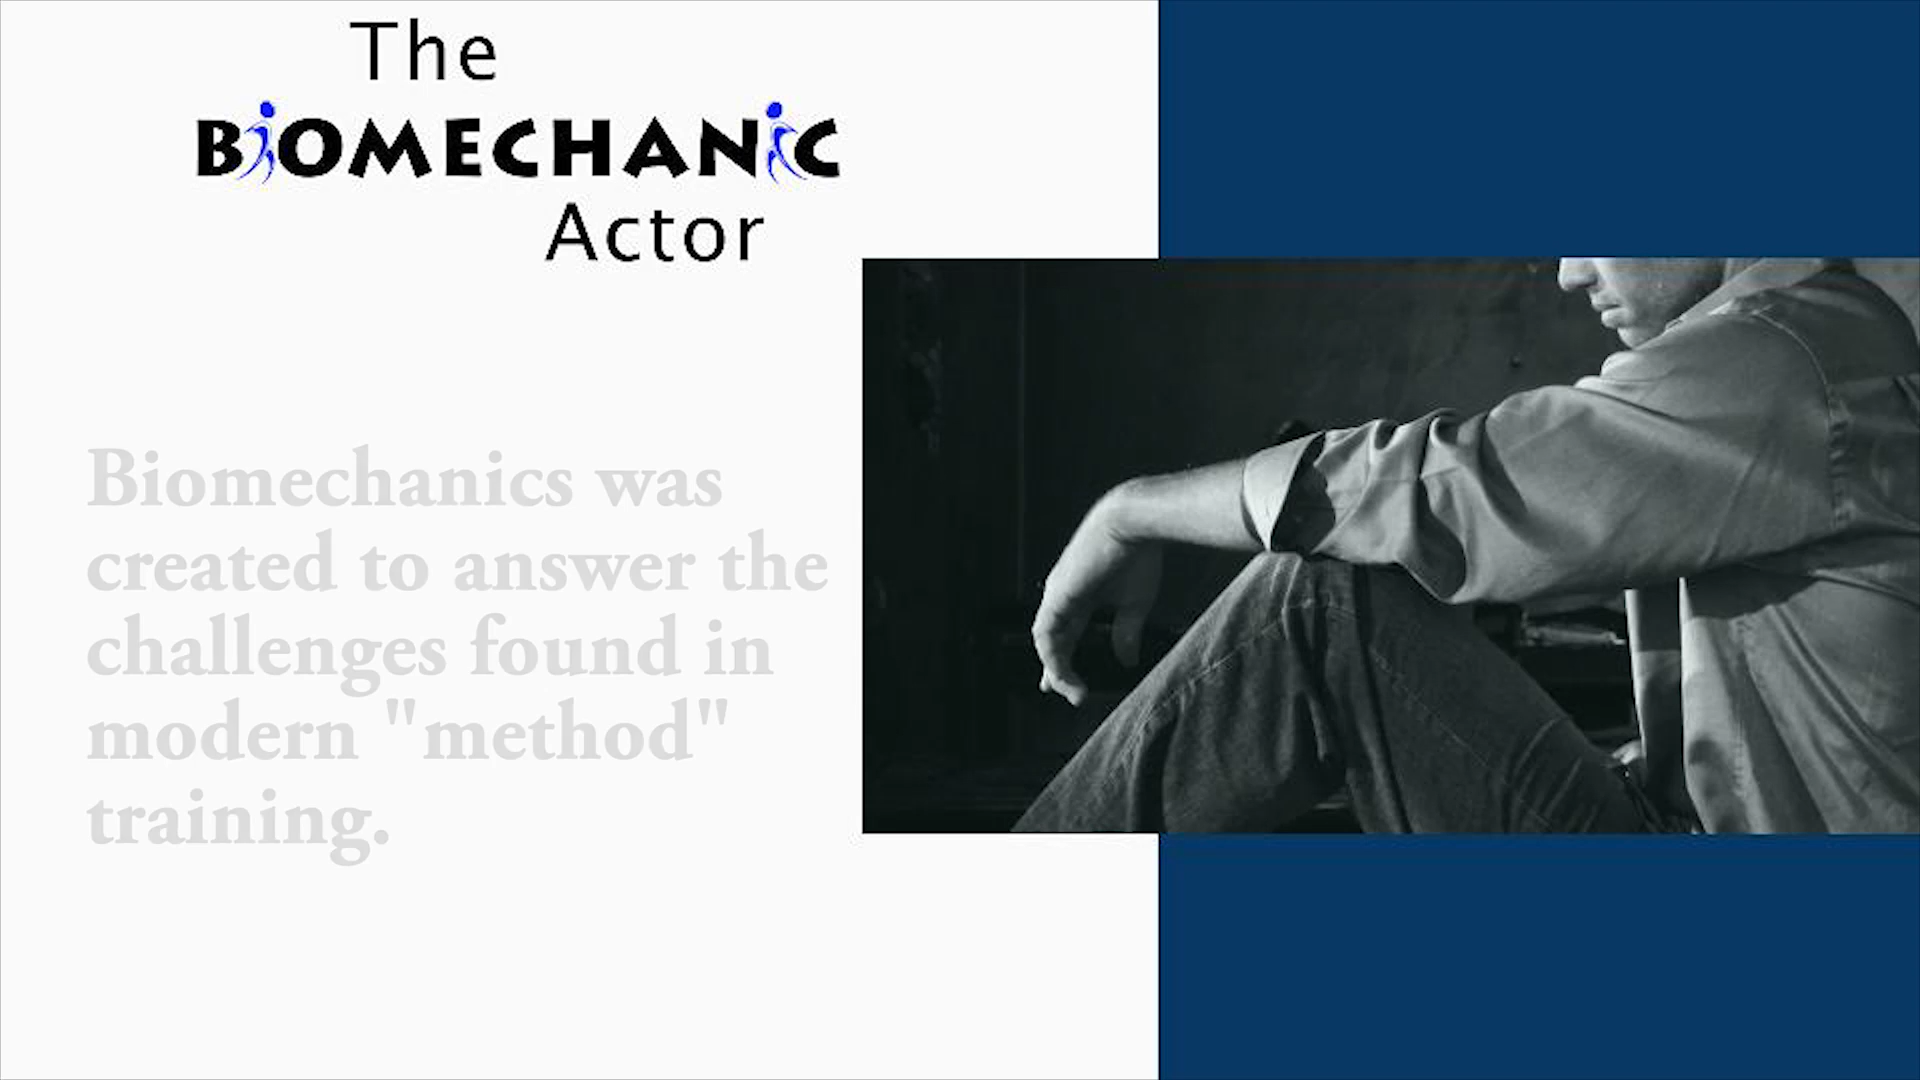 The
BiOMECHANiC
Actor
Biomechanics was
created to answer the
challenges found in
modern "method"
training.